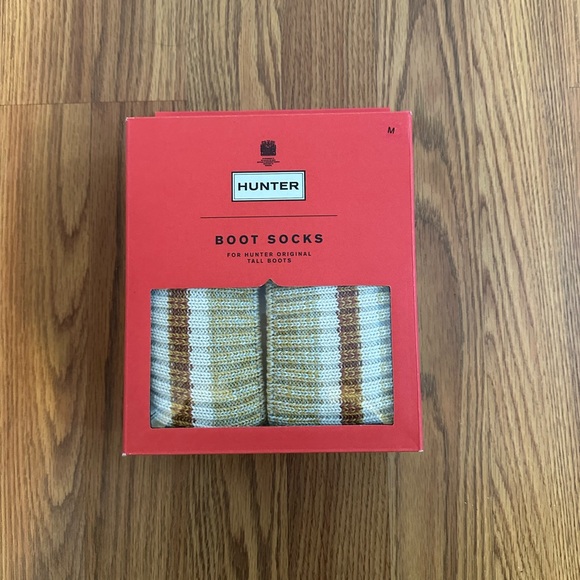 M
HUNTER
BOOT SOCKS
FOR HUNTER ORIGINAL
TALL BOOTS